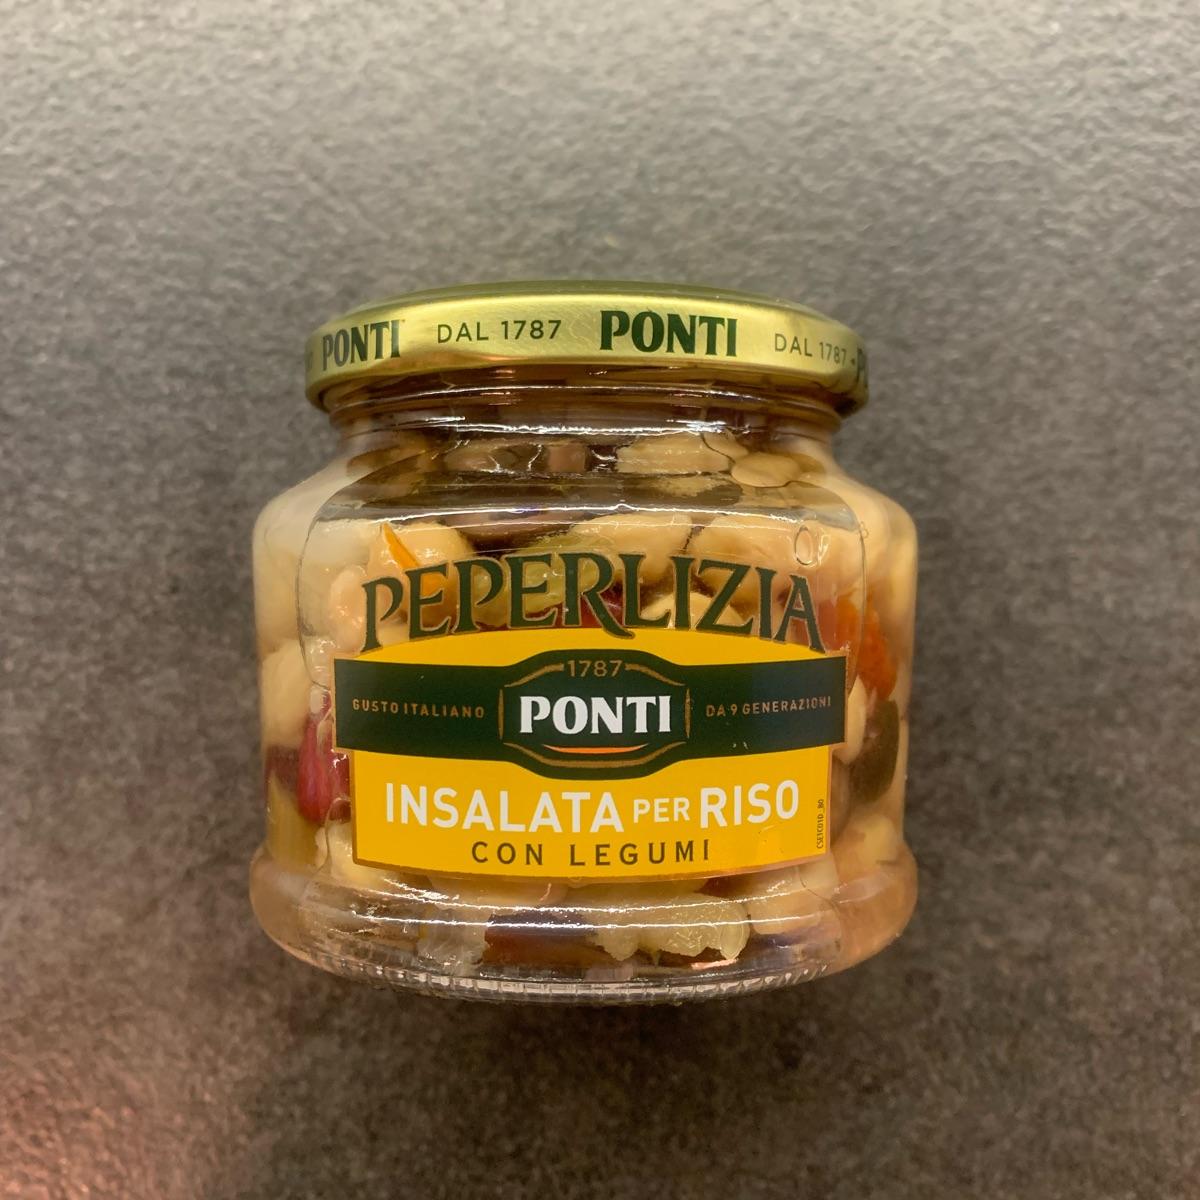 PONTI DAL 1787 PONTI DAL 1787
PEPERLIZIA
1787
GUSTO ITALIANO PONTI DA 9 GENERAZIONI
INSALATA PER RISO
CON LEGUMI